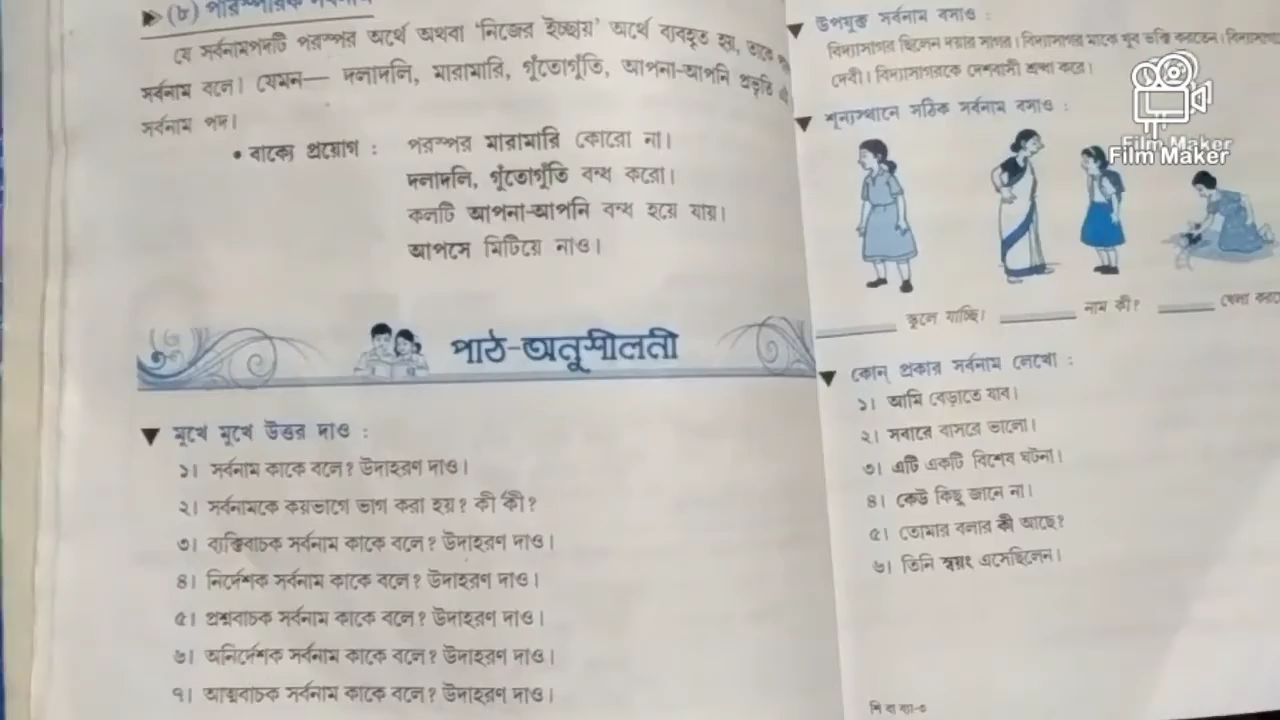 (৮) পারস্পরিক সর্বনাম
যে সর্বনামপদটি পরস্পর অর্থে অথবা 'নিজের ইচ্ছায়' অর্থে ব্যবহৃত হয়, তাকে
সর্বনাম বলে। যেমন— দলাদলি, মারামারি, গুঁতোগুঁতি, আপনা-আপনি প্রভৃতি
সর্বনাম পদ।
• বাক্যে প্রয়োগ : পরস্পর মারামারি কোরো না।
দলাদলি, গুঁতোগুঁতি বন্ধ করো।
কলটি আপনা-আপনি বন্ধ হয়ে যায়।
আপসে মিটিয়ে নাও।
পাঠ-অনুশীলনী
▼ মুখে মুখে উত্তর দাও :
১। সর্বনাম কাকে বলে? উদাহরণ দাও।
২। সর্বনামকে কয়ভাগে ভাগ করা হয়? কী কী?
৩। ব্যক্তিবাচক সর্বনাম কাকে বলে? উদাহরণ দাও।
৪। নির্দেশক সর্বনাম কাকে বলে? উদাহরণ দাও।
৫। প্রশ্নবাচক সর্বনাম কাকে বলে? উদাহরণ দাও।
৬। অনির্দেশক সর্বনাম কাকে বলে? উদাহরণ দাও।
৭। আত্মবাচক সর্বনাম কাকে বলে? উদাহরণ দাও।
▼ উপযুক্ত সর্বনাম বসাও :
বিদ্যাসাগর ছিলেন দয়ার সাগর। বিদ্যাসাগর মাকে খুব ভক্তি করতেন।
দেবী। বিদ্যাসাগরকে দেশবাসী শ্রদ্ধা করে।
▼ শূন্যস্থানে সঠিক সর্বনাম বসাও :
Film Maker
Film Maker
______ স্কুলে যাচ্ছি। ______ নাম কী? ______ খেলা
▼ কোন্ প্রকার সর্বনাম লেখো :
১। আমি বেড়াতে যাব।
২। সবারে বাসরে ভালো।
৩। এটি একটি বিশেষ ঘটনা।
৪। কেউ কিছু জানে না।
৫। তোমার বলার কী আছে?
৬। তিনি স্বয়ং এসেছিলেন।
শি বা ব্যা-৩